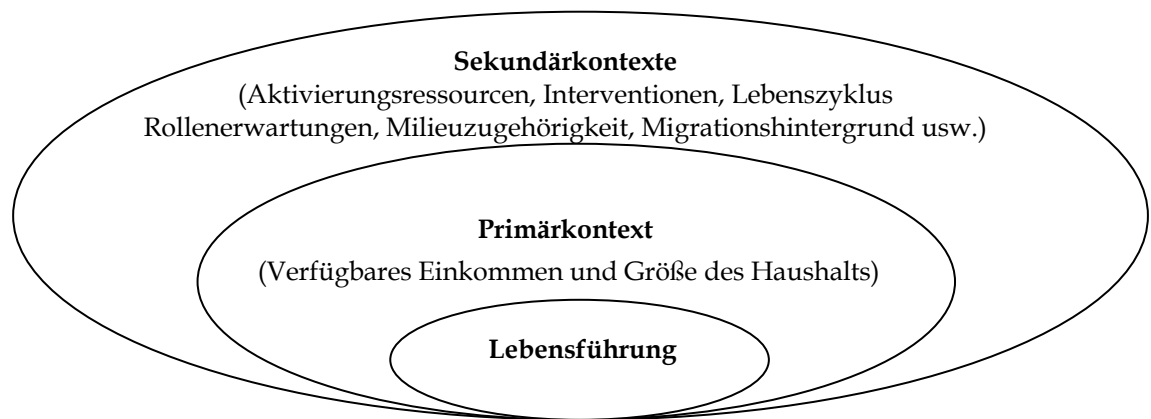 Sekundärkontexte
(Aktivierungsressourcen, Interventionen, Lebenszyklus
Rollenerwartungen, Milieuzugehörigkeit, Migrationshintergrund usw.)
Primärkontext
(Verfügbares Einkommen und Größe des Haushalts)
Lebensführung